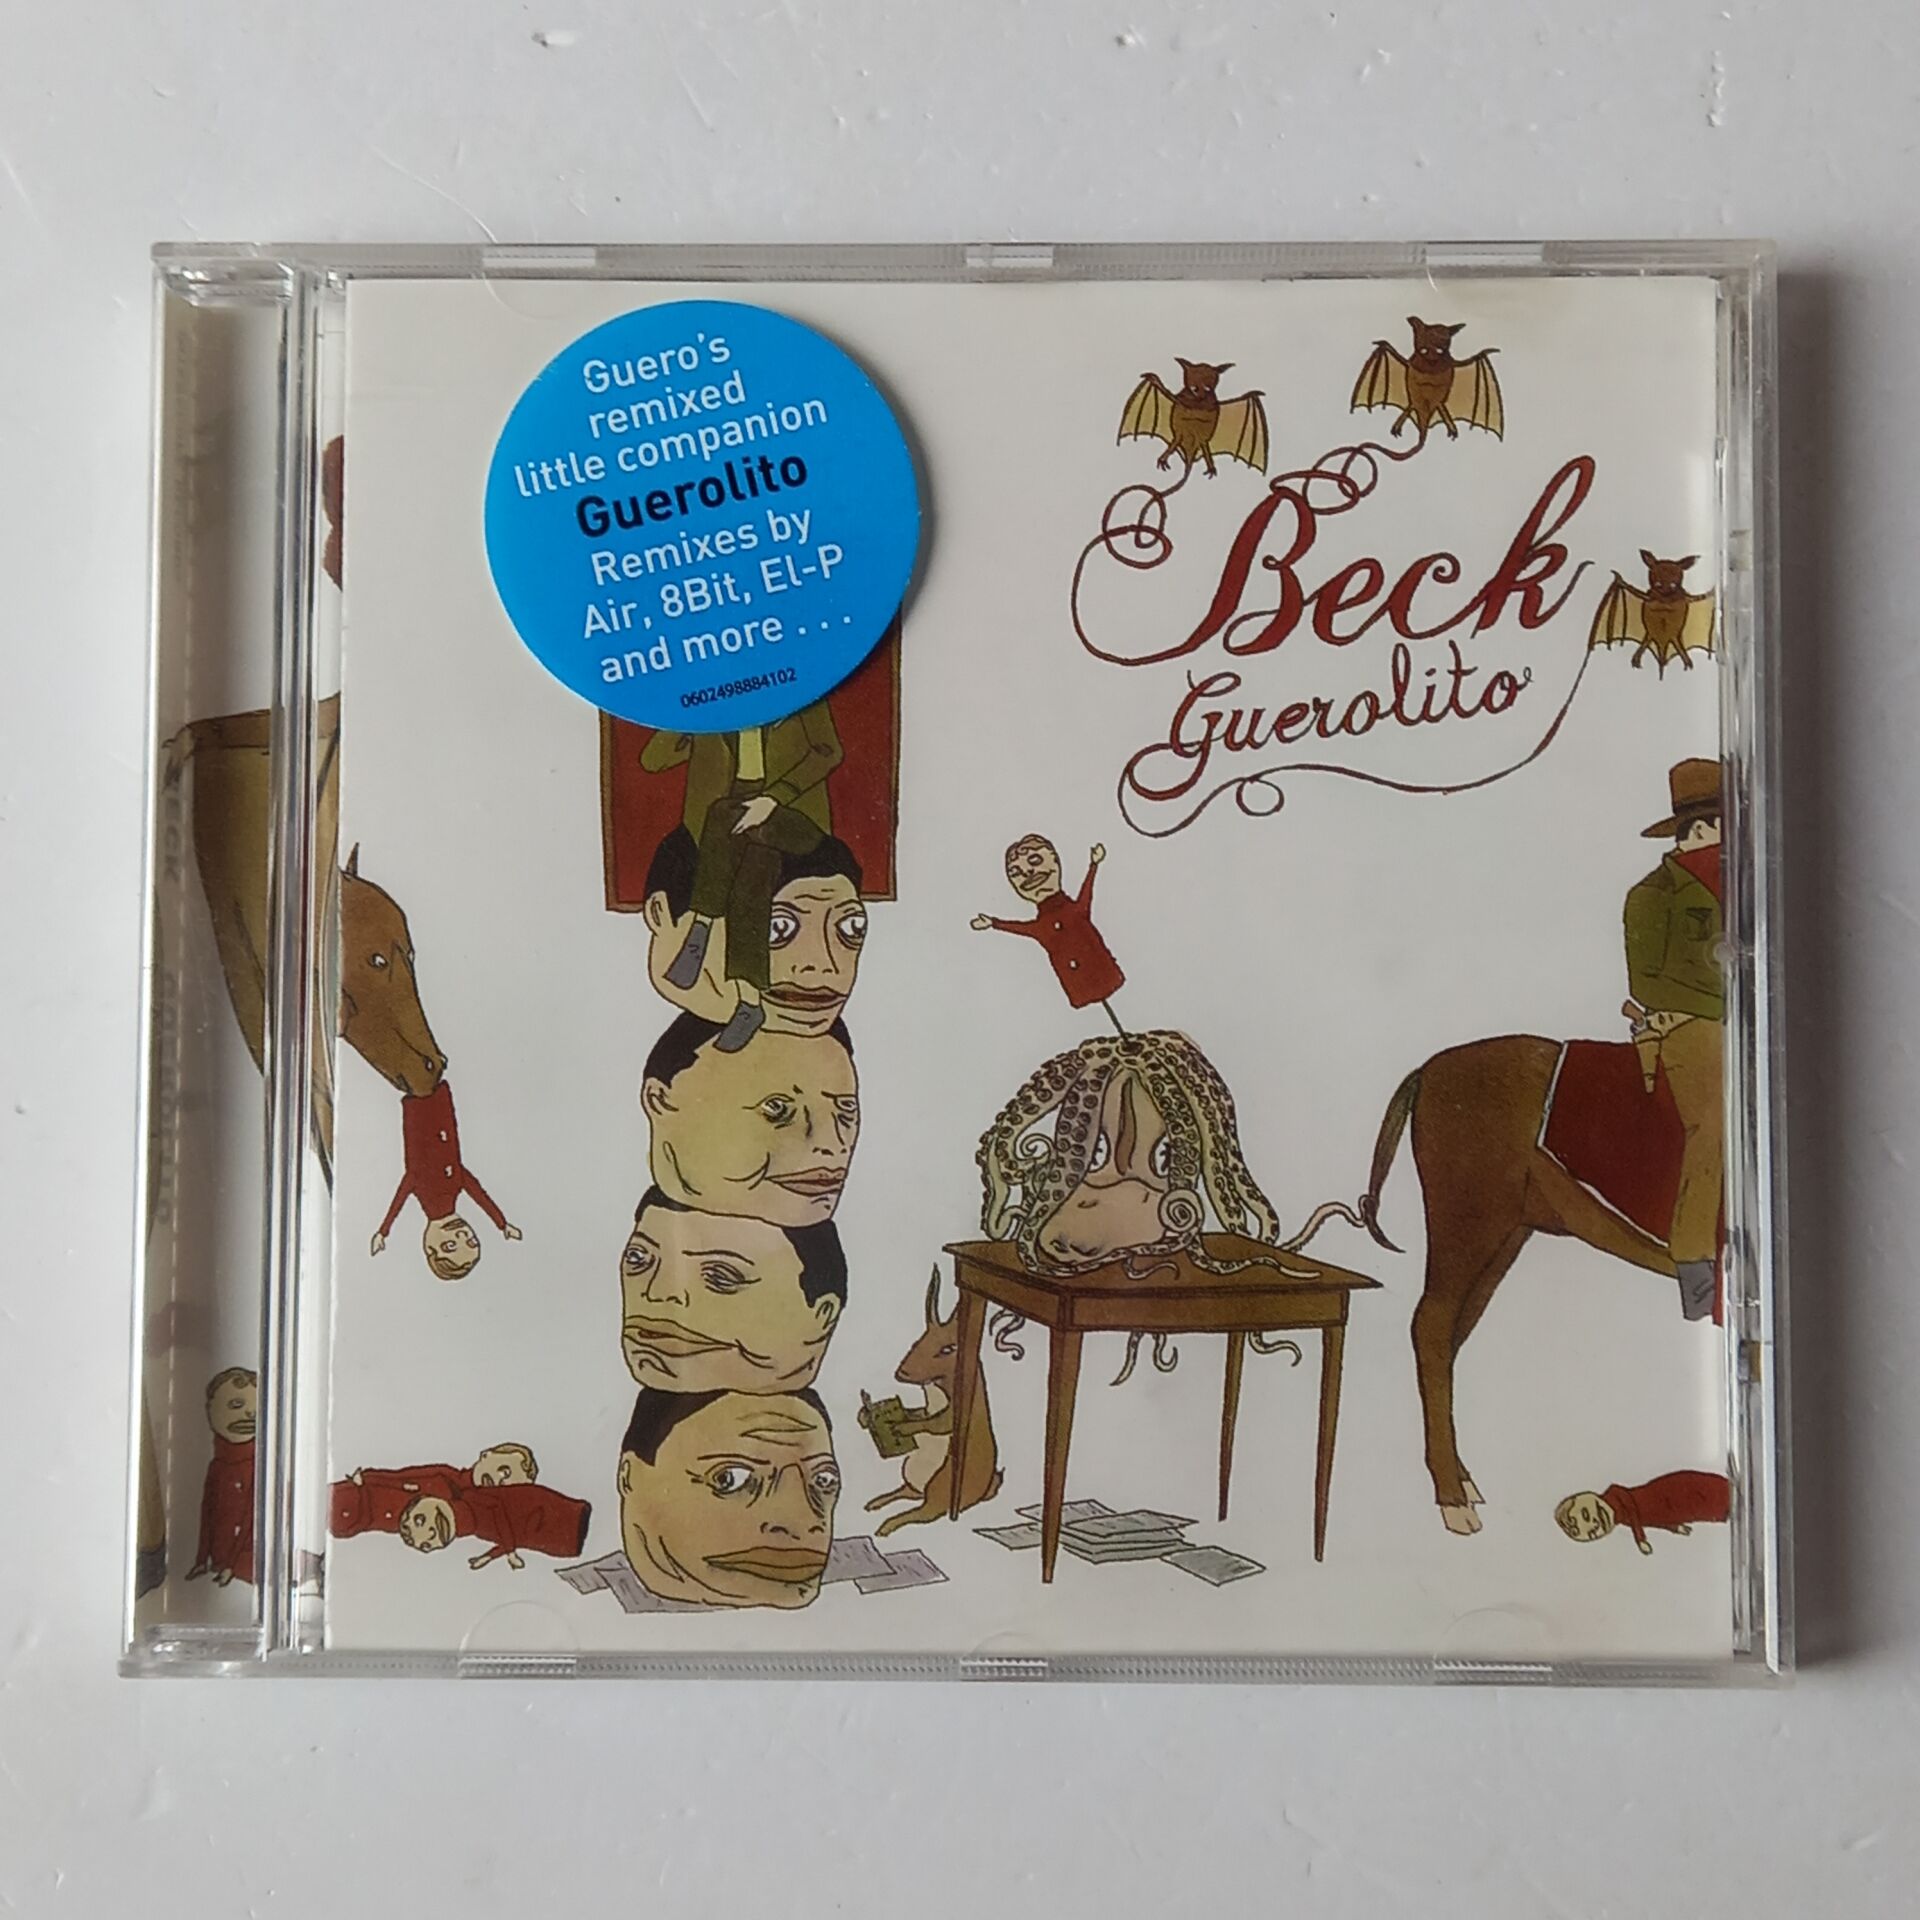 Guero's
remixed
little companion
Guerolito
Remixes by
Air, 8Bit, El-P
and more . . .
0602498884102
Beck
Guerolito